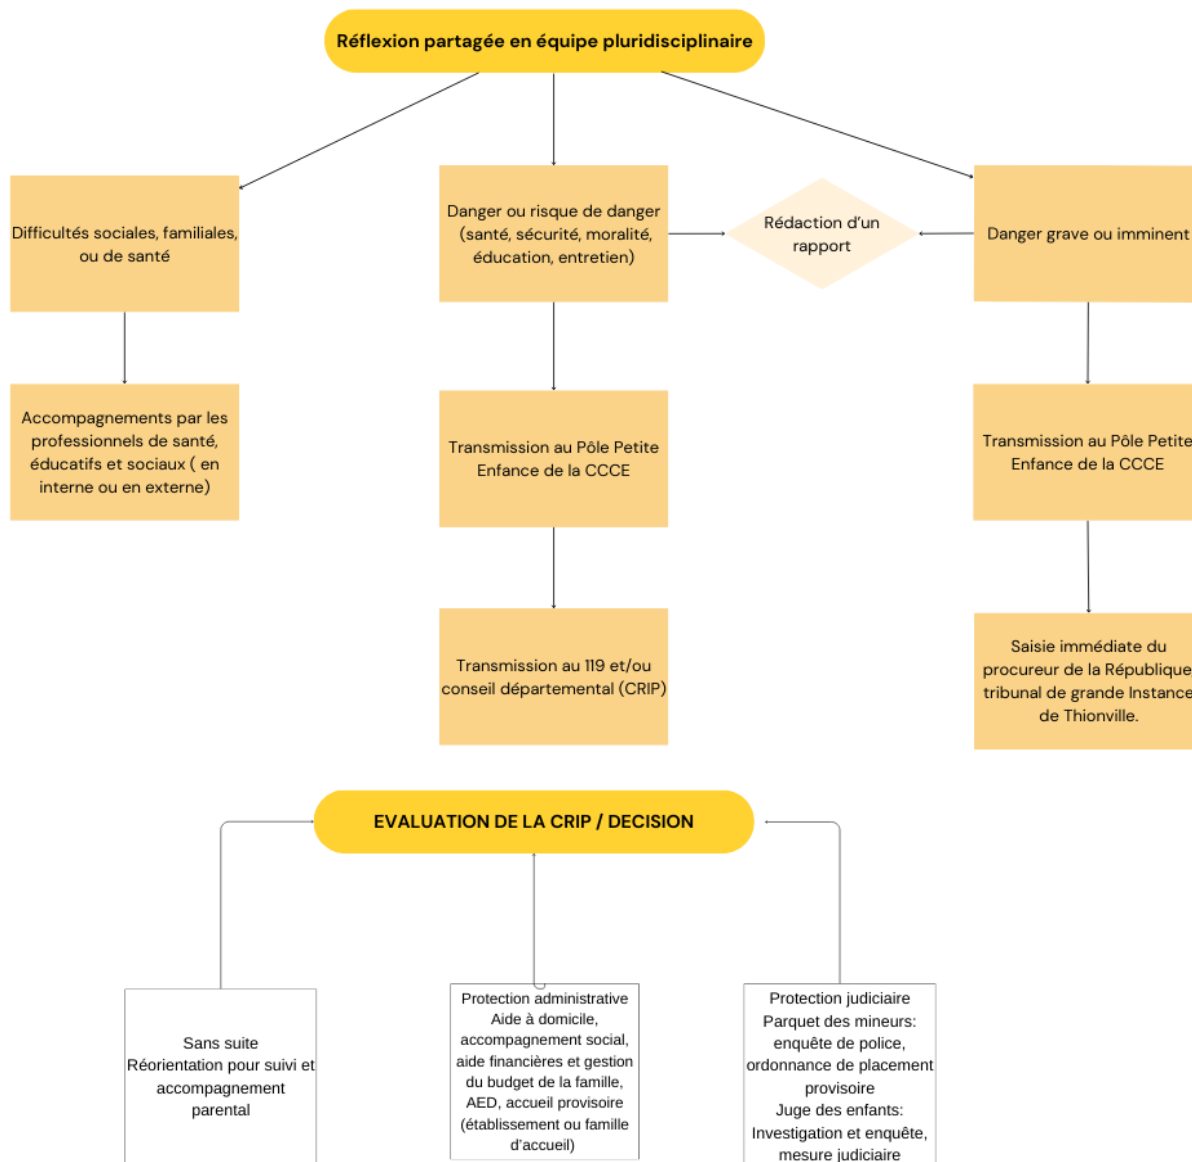 Réflexion partagée en équipe pluridisciplinaire
Difficultés sociales, familiales,
ou de santé
Danger ou risque de danger
(santé, sécurité, moralité,
éducation, entretien)
Rédaction d'un
rapport
Danger grave ou imminent
Accompagnements par les
professionnels de santé,
éducatifs et sociaux ( en
interne ou en externe)
Transmission au Pôle Petite
Enfance de la CCCE
Transmission au Pôle Petite
Enfance de la CCCE
Transmission au 119 et/ou
conseil départemental (CRIP)
Saisie immédiate du
procureur de la République,
tribunal de grande Instance
de Thionville.
EVALUATION DE LA CRIP / DECISION
Sans suite
Réorientation pour suivi et
accompagnement
parental
Protection administrative
Aide à domicile,
accompagnement social,
aide financières et gestion
du budget de la famille,
AED, accueil provisoire
(établissement ou famille
d'accueil)
Protection judiciaire
Parquet des mineurs:
enquête de police,
ordonnance de placement
provisoire
Juge des enfants:
Investigation et enquête,
mesure judiciaire